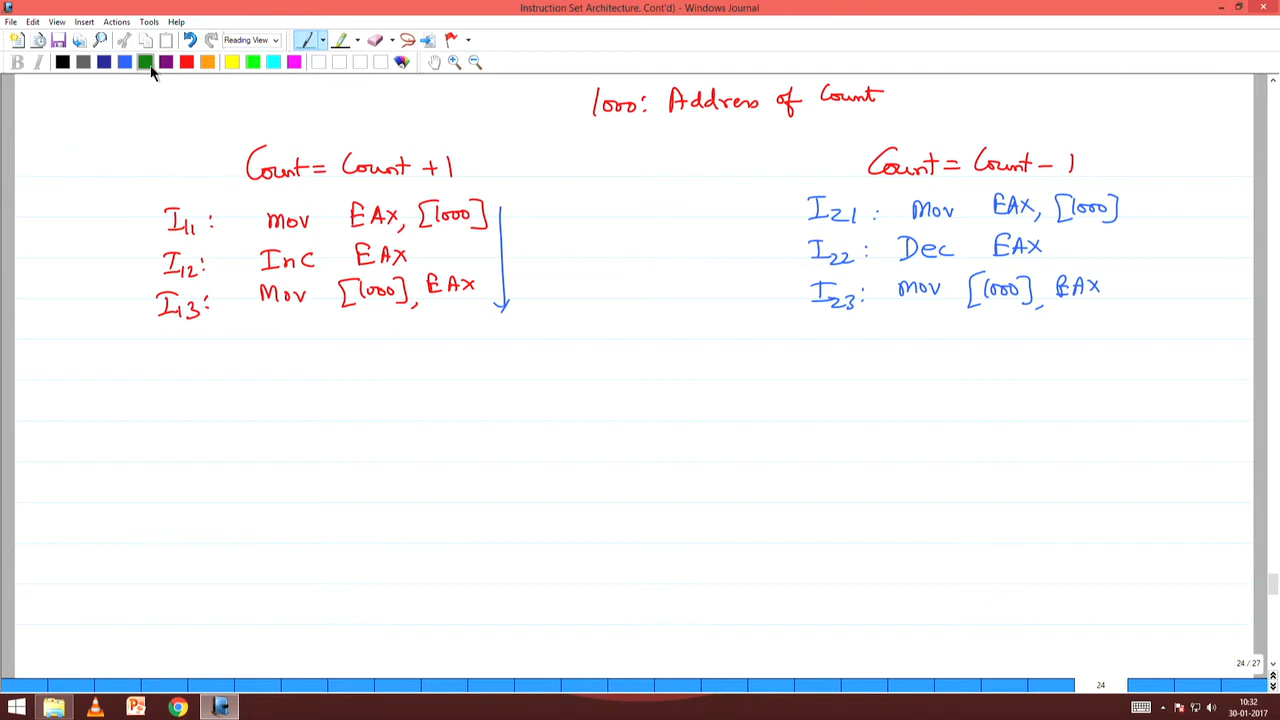 Instruction Set Architecture. Cont'd) - Windows Journal
File Edit View Insert Actions Tools Help
B I Reading View
1000: Address of Count
Count = Count + 1
I11: Mov EAX, [1000]
I12: Inc EAX
I13: Mov [1000], EAX
Count = Count - 1
I21: Mov EAX, [1000]
I22: Dec EAX
I23: Mov [1000], EAX
24 / 27
24
10:32
30-01-2017